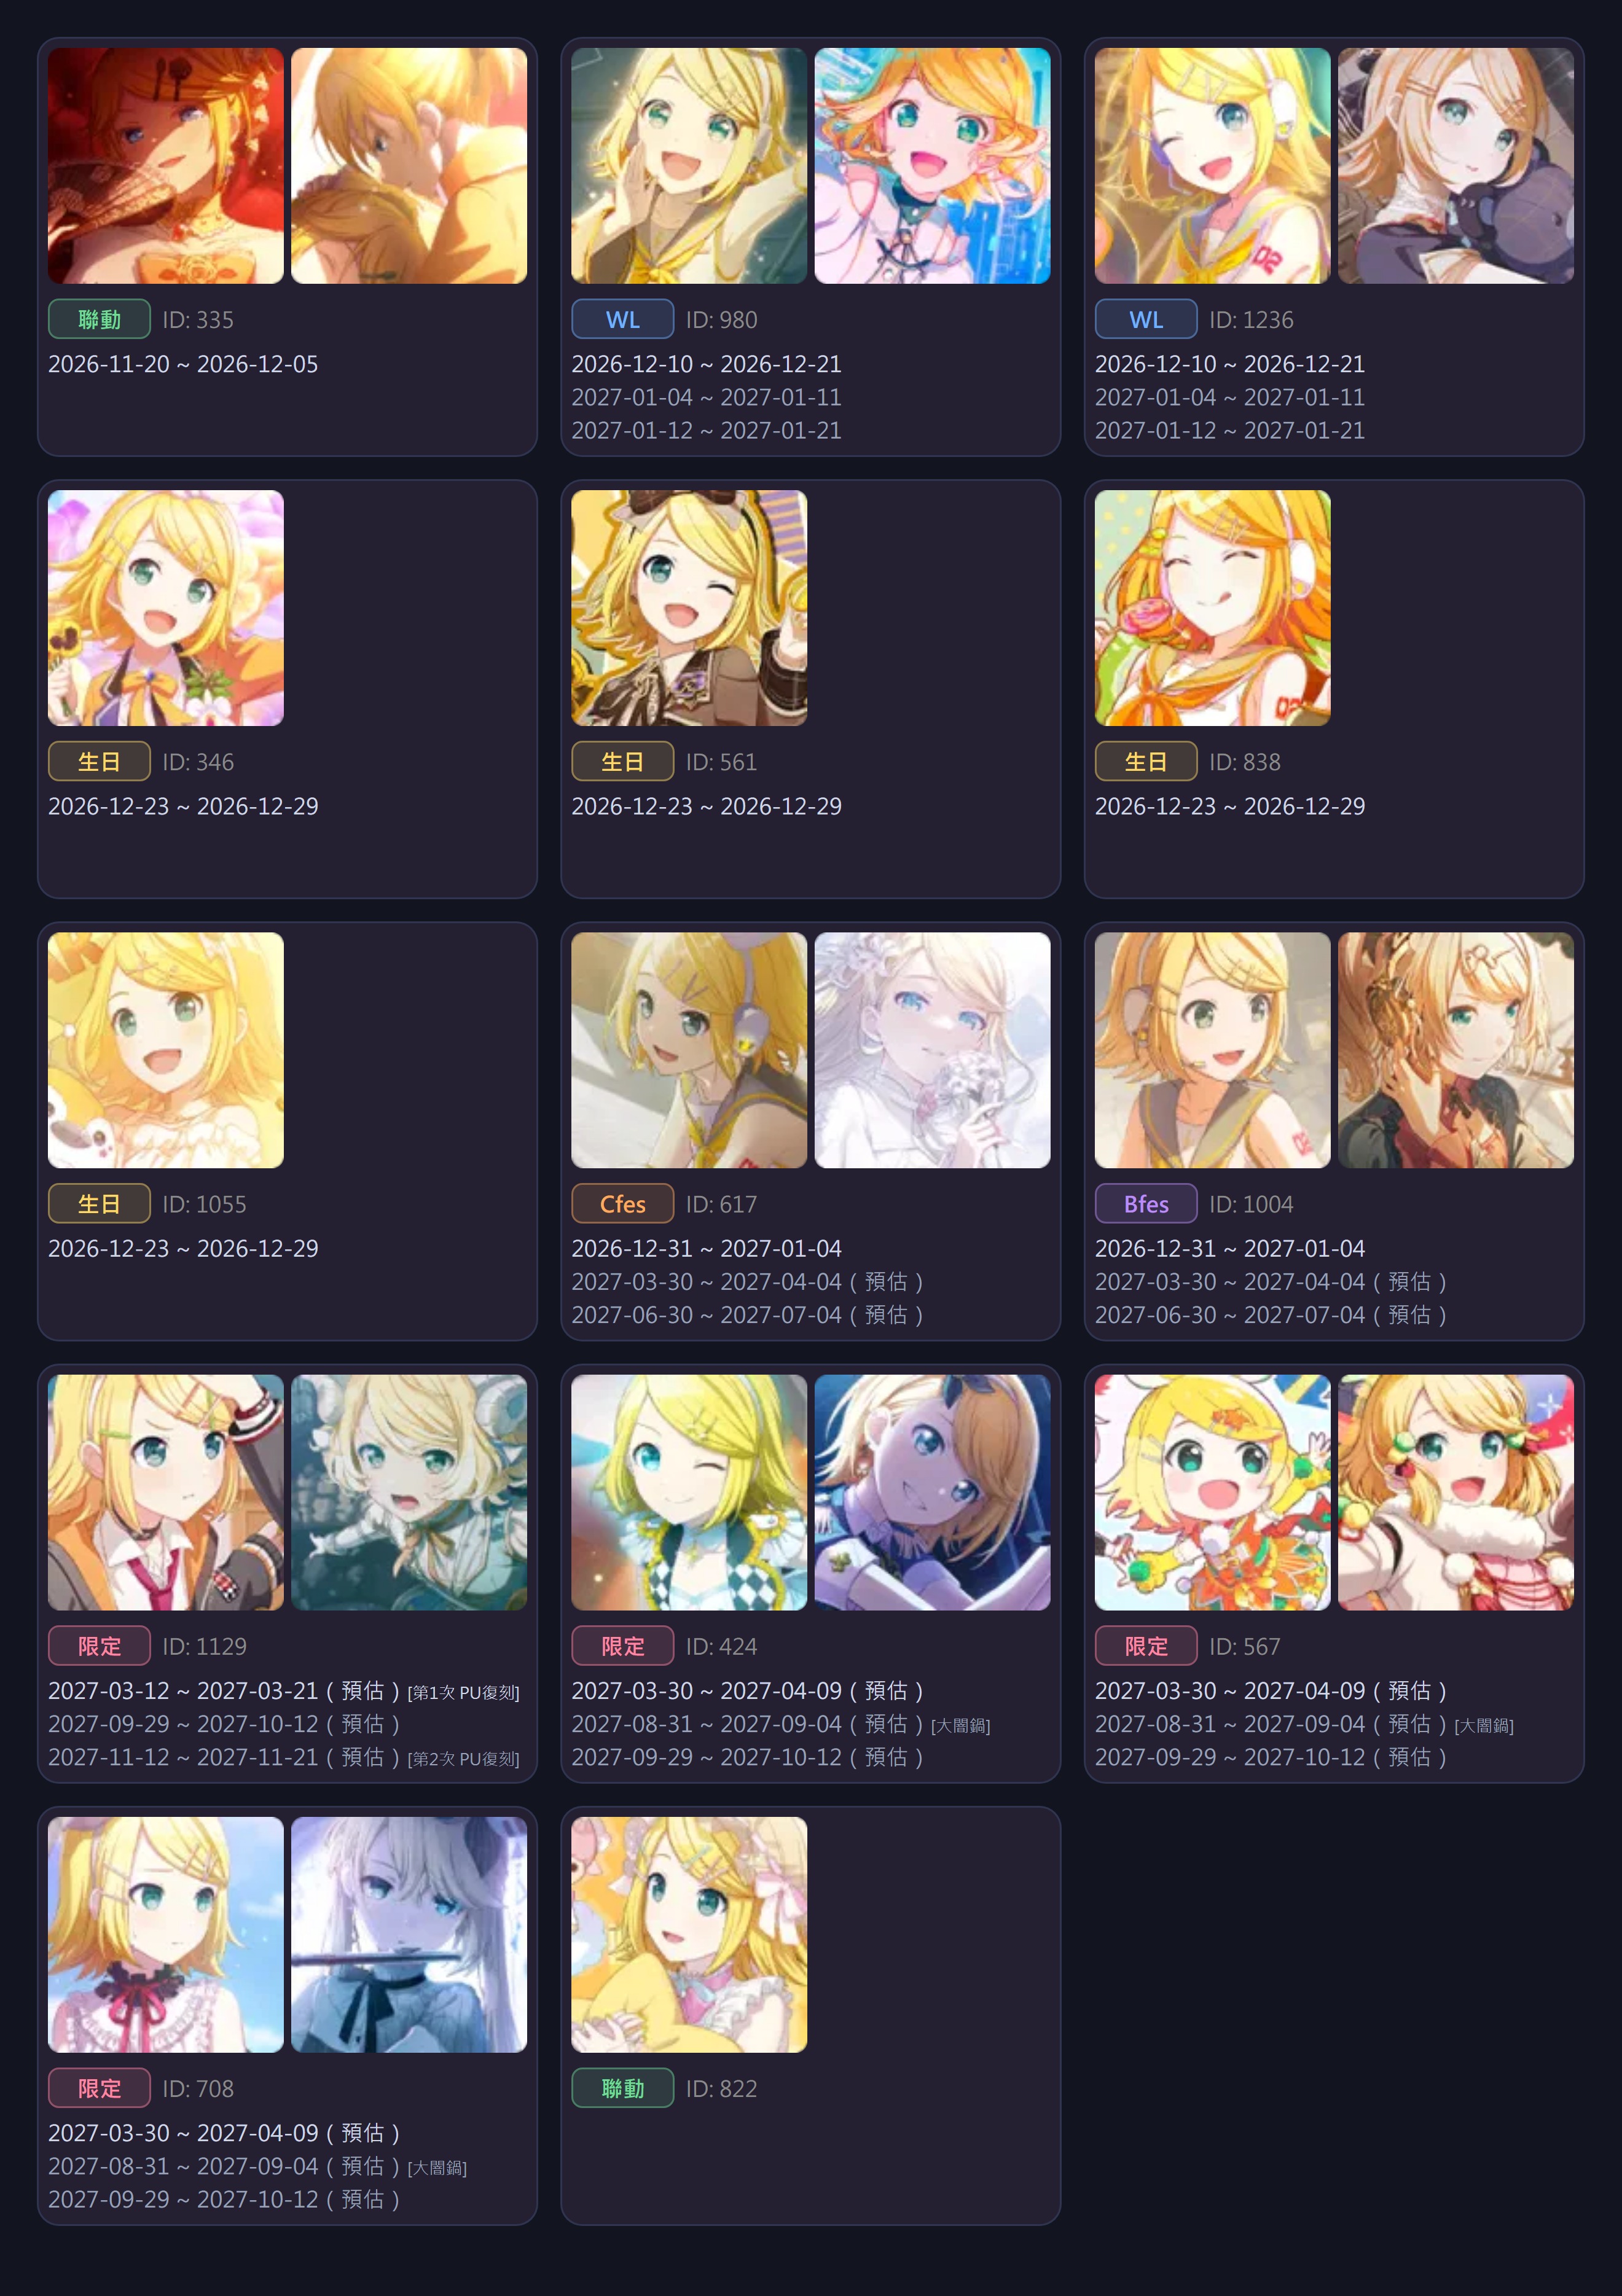 聯動 ID: 335
2026-11-20 ~ 2026-12-05
WL ID: 980
2026-12-10 ~ 2026-12-21
2027-01-04 ~ 2027-01-11
2027-01-12 ~ 2027-01-21
WL ID: 1236
2026-12-10 ~ 2026-12-21
2027-01-04 ~ 2027-01-11
2027-01-12 ~ 2027-01-21
生日 ID: 346
2026-12-23 ~ 2026-12-29
生日 ID: 561
2026-12-23 ~ 2026-12-29
生日 ID: 838
2026-12-23 ~ 2026-12-29
生日 ID: 1055
2026-12-23 ~ 2026-12-29
Cfes ID: 617
2026-12-31 ~ 2027-01-04
2027-03-30 ~ 2027-04-04 ( 預估 )
2027-06-30 ~ 2027-07-04 ( 預估 )
Bfes ID: 1004
2026-12-31 ~ 2027-01-04
2027-03-30 ~ 2027-04-04 ( 預估 )
2027-06-30 ~ 2027-07-04 ( 預估 )
限定 ID: 1129
2027-03-12 ~ 2027-03-21 ( 預估 ) [第1次 PU復刻]
2027-09-29 ~ 2027-10-12 ( 預估 )
2027-11-12 ~ 2027-11-21 ( 預估 ) [第2次 PU復刻]
限定 ID: 424
2027-03-30 ~ 2027-04-09 ( 預估 )
2027-08-31 ~ 2027-09-04 ( 預估 ) [大闇鍋]
2027-09-29 ~ 2027-10-12 ( 預估 )
限定 ID: 567
2027-03-30 ~ 2027-04-09 ( 預估 )
2027-08-31 ~ 2027-09-04 ( 預估 ) [大闇鍋]
2027-09-29 ~ 2027-10-12 ( 預估 )
限定 ID: 708
2027-03-30 ~ 2027-04-09 ( 預估 )
2027-08-31 ~ 2027-09-04 ( 預估 ) [大闇鍋]
2027-09-29 ~ 2027-10-12 ( 預估 )
聯動 ID: 822